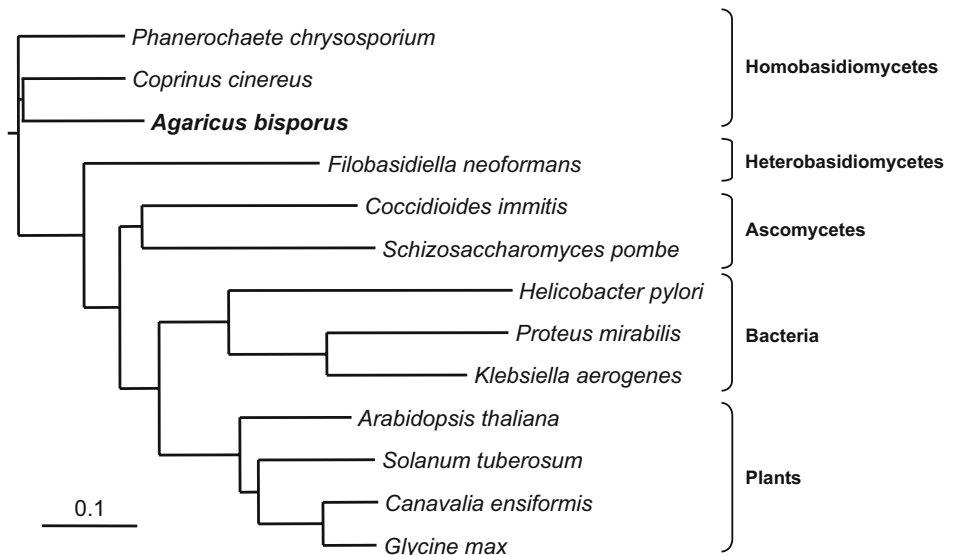 Phanerochaete chrysosporium
Coprinus cinereus
Agaricus bisporus
Homobasidiomycetes
Filobasidiella neoformans
Heterobasidiomycetes
Coccidioides immitis
Schizosaccharomyces pombe
Ascomycetes
Helicobacter pylori
Proteus mirabilis
Klebsiella aerogenes
Bacteria
Arabidopsis thaliana
Solanum tuberosum
Canavalia ensiformis
Glycine max
Plants
0.1